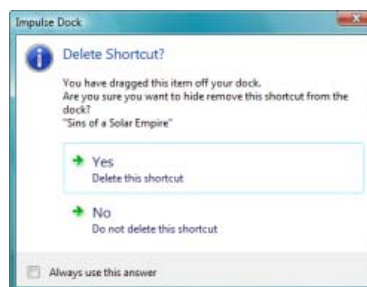 Impulse Dock
Delete Shortcut?
You have dragged this item off your dock.
Are you sure you want to hide remove this shortcut from the
dock?
"Sins of a Solar Empire"
Yes
Delete this shortcut
No
Do not delete this shortcut
Always use this answer